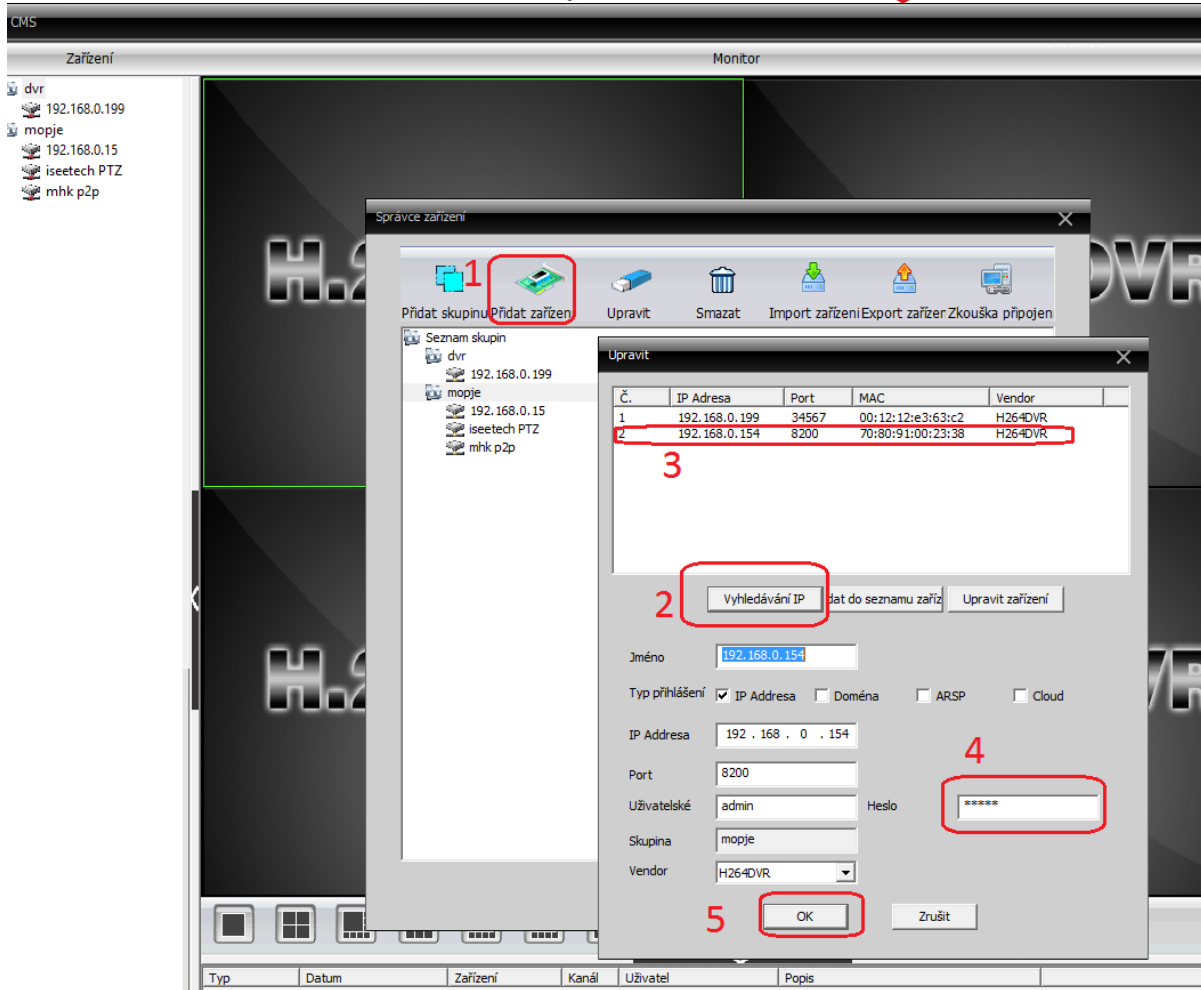 CMS
Zařízení
Monitor
dvr
192.168.0.199
mopje
192.168.0.15
iseetech PTZ
mhk p2p
H.2
DVR
H.2
VR
Správce zařízení
1
Přidat skupinu Přidat zařízení Upravit Smazat Import zařízeni Export zařízer Zkouška připojen
Seznam skupin
dvr
192.168.0.199
mopje
192.168.0.15
iseetech PTZ
mhk p2p
Upravit
Č. IP Adresa Port MAC Vendor
1 192.168.0.199 34567 00:12:12:e3:63:c2 H264DVR
2 192.168.0.154 8200 70:80:91:00:23:38 H264DVR
3
2
Vyhledávání IP dat do seznamu zaříz Upravit zařízení
Jméno 192.168.0.154
Typ přihlášení IP Addresa Doména ARSP Cloud
IP Addresa 192 . 168 . 0 . 154
4
Port 8200
Uživatelské admin Heslo *****
Skupina mopje
Vendor H264DVR
5
OK Zrušit
Typ Datum Zařízení Kanál Uživatel Popis